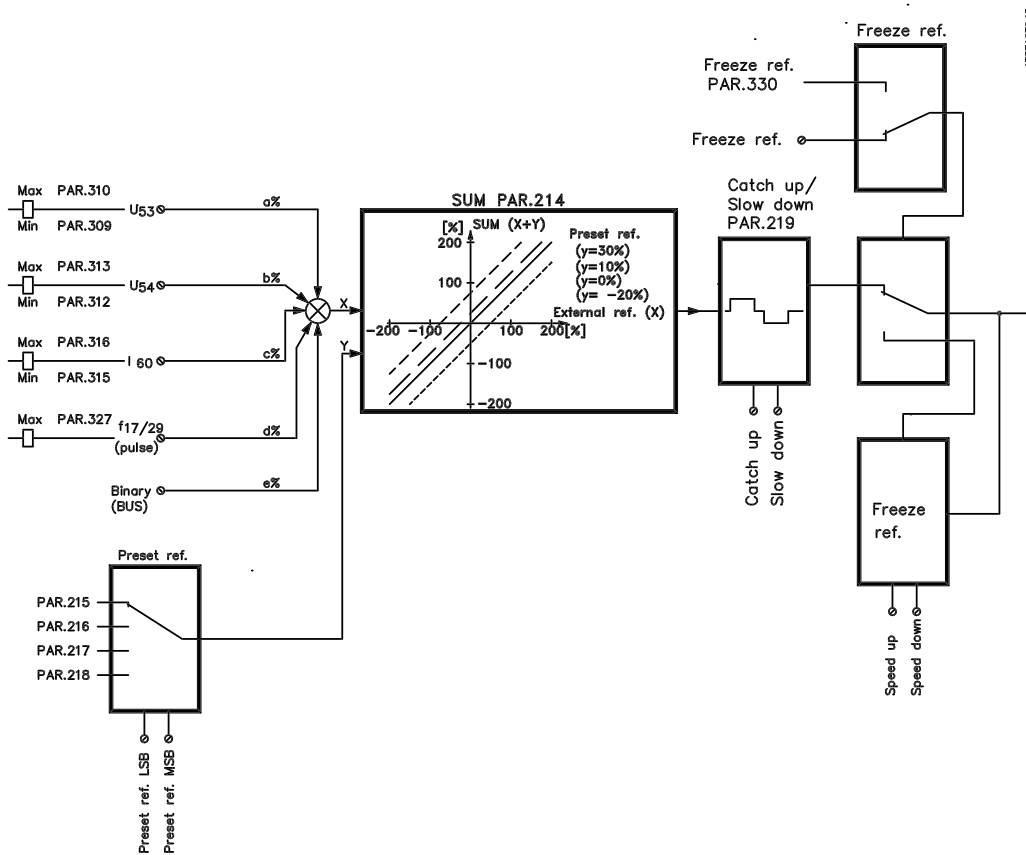 Freeze ref.
Freeze ref.
PAR.330
Freeze ref.
Catch up/
Slow down
PAR.219
Max PAR.310
U53
a%
Min PAR.309
Max PAR.313
U54
b%
Min PAR.312
Max PAR.316
I 60
c%
Min PAR.315
Max PAR.327
f17/29
(pulse)
d%
Binary
(BUS)
e%
X
Y
SUM PAR.214
[%] SUM (X+Y)
200
100
Preset ref.
(y=30%)
(y=10%)
(y=0%)
(y= -20%)
External ref. (X)
-200 -100 100 200[%]
-100
-200
Catch up
Slow down
Freeze
ref.
Speed up
Speed down
Preset ref.
PAR.215
PAR.216
PAR.217
PAR.218
Preset ref. LSB
Preset ref. MSB